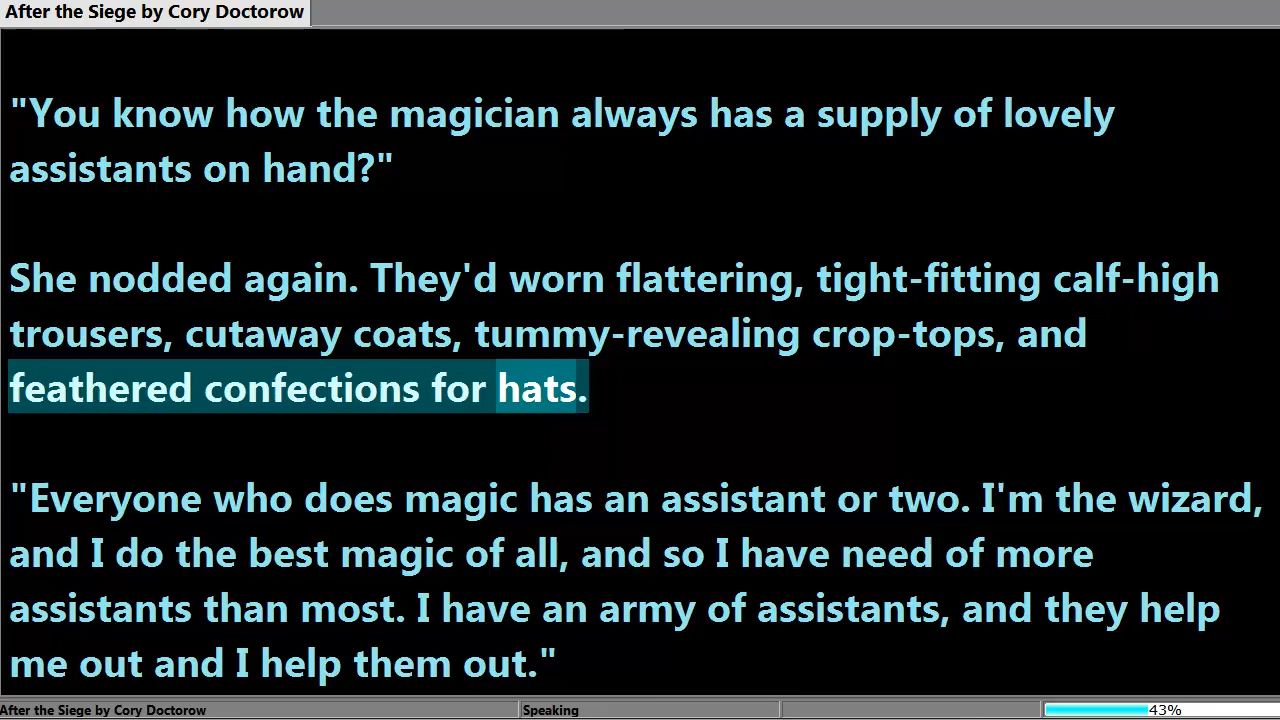 After the Siege by Cory Doctorow
"You know how the magician always has a supply of lovely
assistants on hand?"
She nodded again. They'd worn flattering, tight-fitting calf-high
trousers, cutaway coats, tummy-revealing crop-tops, and
feathered confections for hats.
"Everyone who does magic has an assistant or two. I'm the wizard,
and I do the best magic of all, and so I have need of more
assistants than most. I have an army of assistants, and they help
me out and I help them out."
After the Siege by Cory Doctorow
Speaking
43%